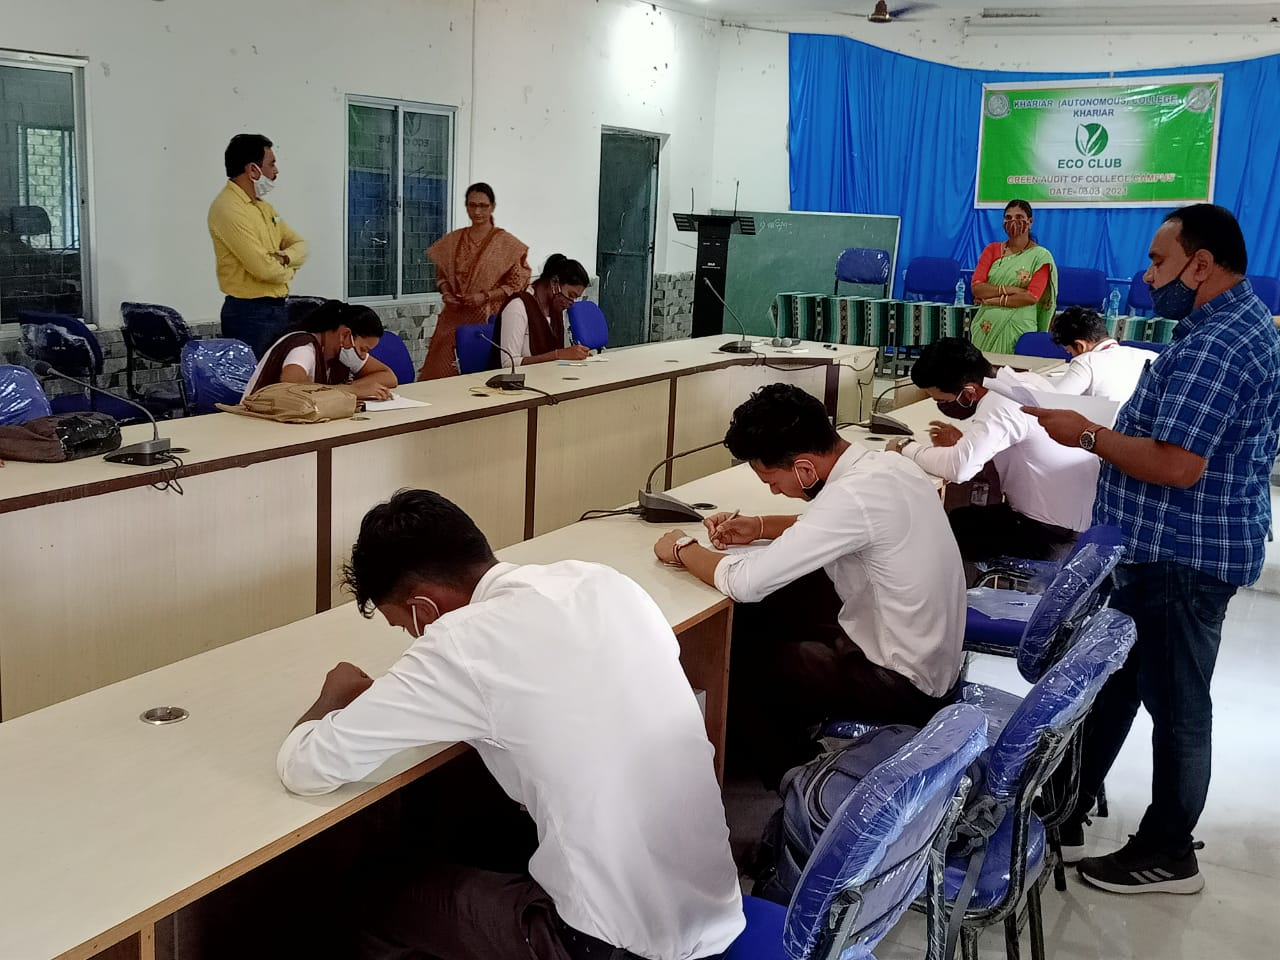 KHARIAR (AUTONOMOUS) COLLEGE
KHARIAR
ECO CLUB
GREEN AUDIT OF COLLEGE CAMPUS